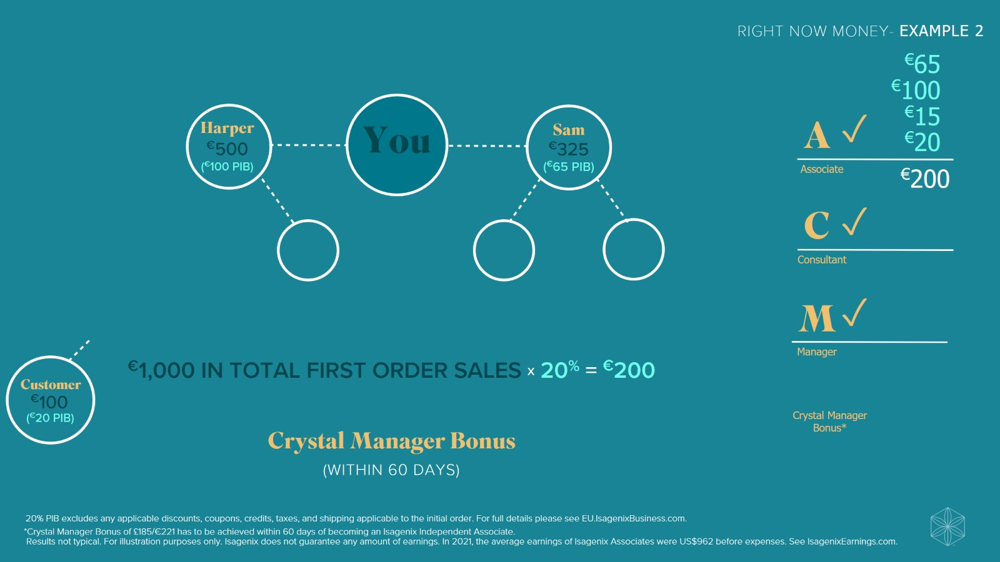 RIGHT NOW MONEY- EXAMPLE 2
€65
€100
€15
€20
€200
A ✓
Associate
C ✓
Consultant
M ✓
Manager
Crystal Manager
Bonus*
Harper
€500
(€100 PIB)
You
Sam
€325
(€65 PIB)
Customer
€100
(€20 PIB)
€1,000 IN TOTAL FIRST ORDER SALES x 20% = €200
Crystal Manager Bonus
(WITHIN 60 DAYS)
20% PIB excludes any applicable discounts, coupons, credits, taxes, and shipping applicable to the initial order. For full details please see EU.IsagenixBusiness.com.
*Crystal Manager Bonus of £185/€221 has to be achieved within 60 days of becoming an Isagenix Independent Associate.
Results not typical. For illustration purposes only. Isagenix does not guarantee any amount of earnings. In 2021, the average earnings of Isagenix Associates were US$962 before expenses. See IsagenixEarnings.com.